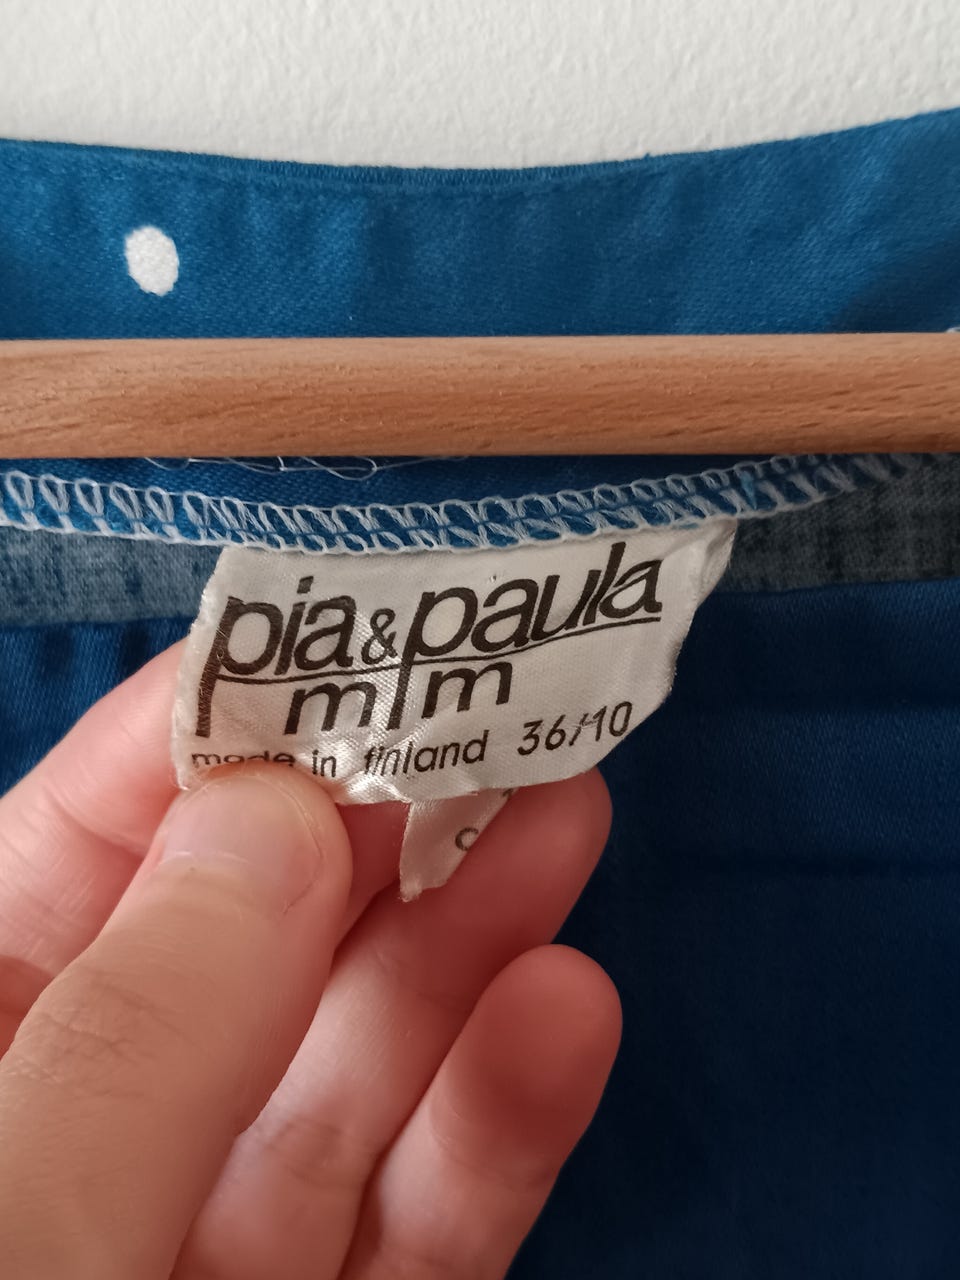 pia & paula
m m
made in finland 36/10